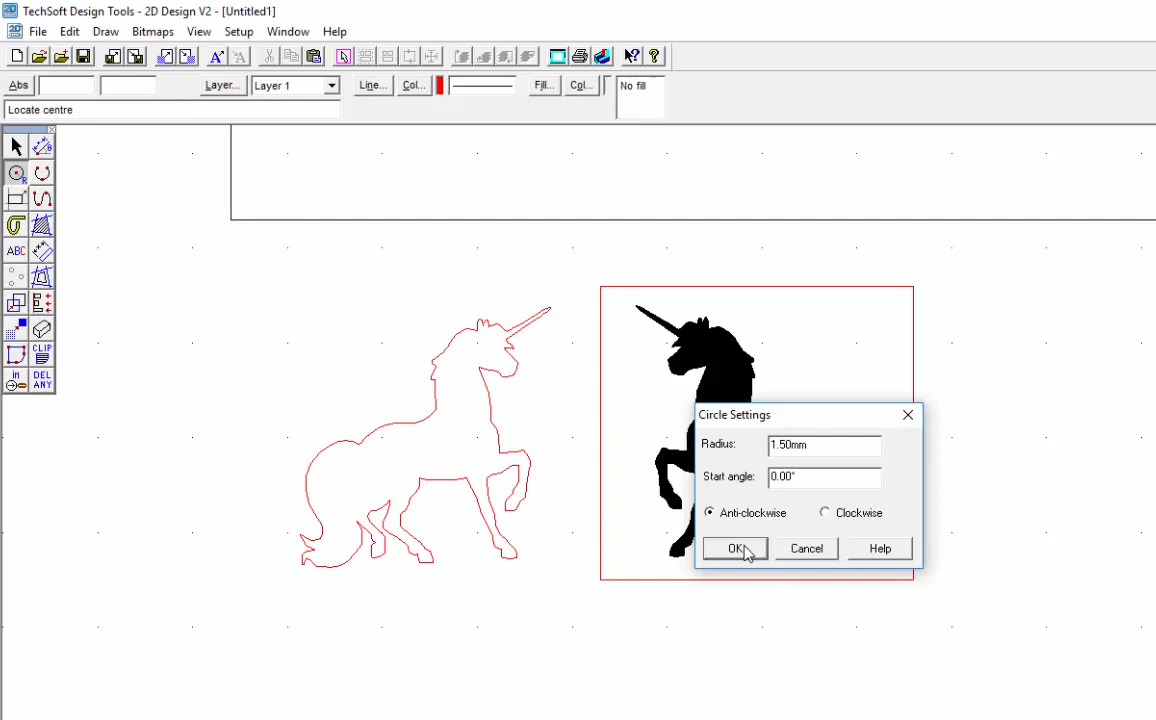 TechSoft Design Tools - 2D Design V2 - [Untitled1]
File Edit Draw Bitmaps View Setup Window Help
Abs Layer... Layer 1 Line... Col... Fill... Col... No fill
Locate centre
ABC
CLIP
in DEL
ANY
Circle Settings
Radius: 1.50mm
Start angle: 0.00°
Anti-clockwise Clockwise
OK Cancel Help